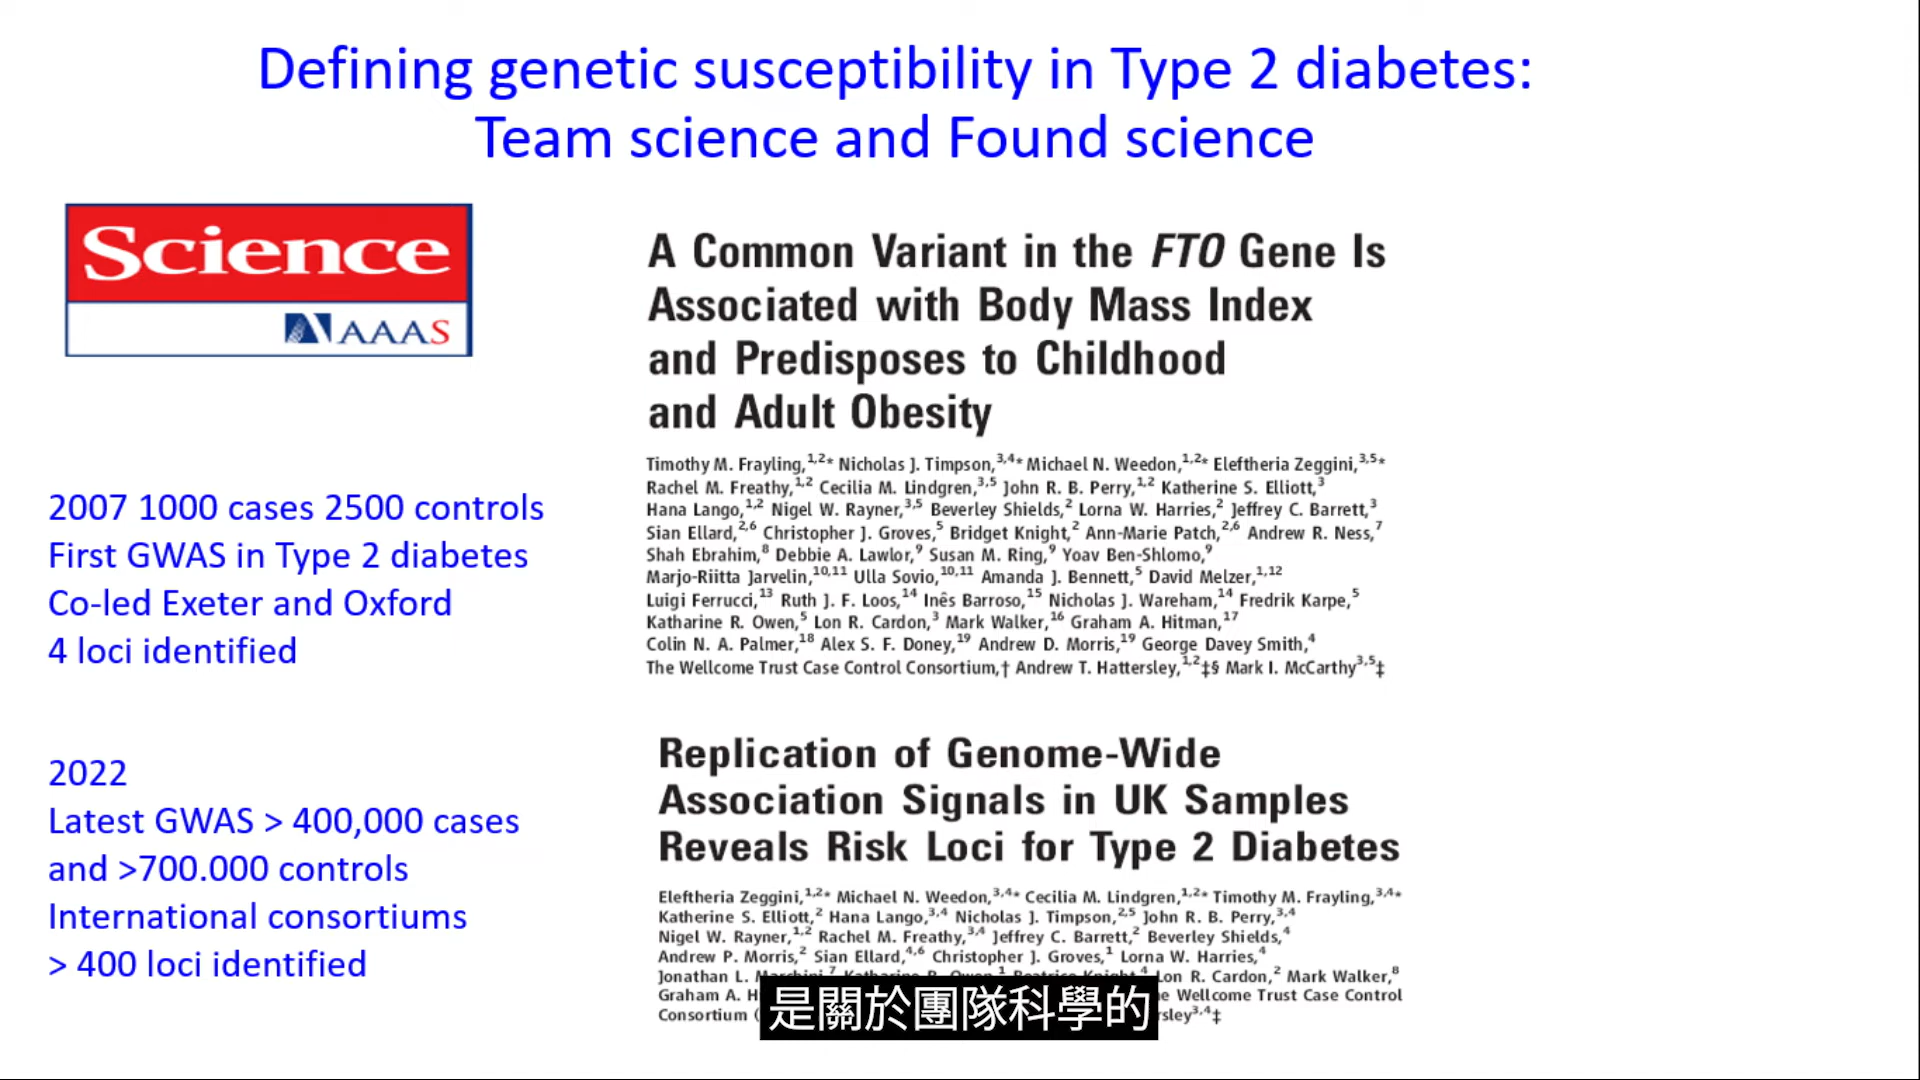 Defining genetic susceptibility in Type 2 diabetes:
Team science and Found science
Science
AAAS
2007 1000 cases 2500 controls
First GWAS in Type 2 diabetes
Co-led Exeter and Oxford
4 loci identified
2022
Latest GWAS > 400,000 cases
and >700.000 controls
International consortiums
> 400 loci identified
A Common Variant in the FTO Gene Is
Associated with Body Mass Index
and Predisposes to Childhood
and Adult Obesity
Timothy M. Frayling,1,2* Nicholas J. Timpson,3,4* Michael N. Weedon,1,2* Eleftheria Zeggini,3,5*
Rachel M. Freathy,1,2 Cecilia M. Lindgren,3,5 John R. B. Perry,1,2 Katherine S. Elliott,3
Hana Lango,1,2 Nigel W. Rayner,3,5 Beverley Shields,2 Lorna W. Harries,2 Jeffrey C. Barrett,3
Sian Ellard,2,6 Christopher J. Groves,5 Bridget Knight,2 Ann-Marie Patch,2,6 Andrew R. Ness,7
Shah Ebrahim,8 Debbie A. Lawlor,9 Susan M. Ring,9 Yoav Ben-Shlomo,9
Marjo-Riitta Jarvelin,10,11 Ulla Sovio,10,11 Amanda J. Bennett,5 David Melzer,1,12
Luigi Ferrucci,13 Ruth J. F. Loos,14 Inês Barroso,15 Nicholas J. Wareham,14 Fredrik Karpe,5
Katharine R. Owen,5 Lon R. Cardon,3 Mark Walker,16 Graham A. Hitman,17
Colin N. A. Palmer,18 Alex S. F. Doney,19 Andrew D. Morris,19 George Davey Smith,4
The Wellcome Trust Case Control Consortium,† Andrew T. Hattersley,1,2‡§ Mark I. McCarthy3,5‡
Replication of Genome-Wide
Association Signals in UK Samples
Reveals Risk Loci for Type 2 Diabetes
Eleftheria Zeggini,1,2* Michael N. Weedon,3,4* Cecilia M. Lindgren,1,2* Timothy M. Frayling,3,4*
Katherine S. Elliott,2 Hana Lango,3,4 Nicholas J. Timpson,2,5 John R. B. Perry,3,4
Nigel W. Rayner,1,2 Rachel M. Freathy,3,4 Jeffrey C. Barrett,2 Beverley Shields,4
Andrew P. Morris,2 Sian Ellard,4,6 Christopher J. Groves,1 Lorna W. Harries,4
Jonathan L. Lon R. Cardon,2 Mark Walker,8
Graham A. Wellcome Trust Case Control
Consortium
是關於團隊科學的